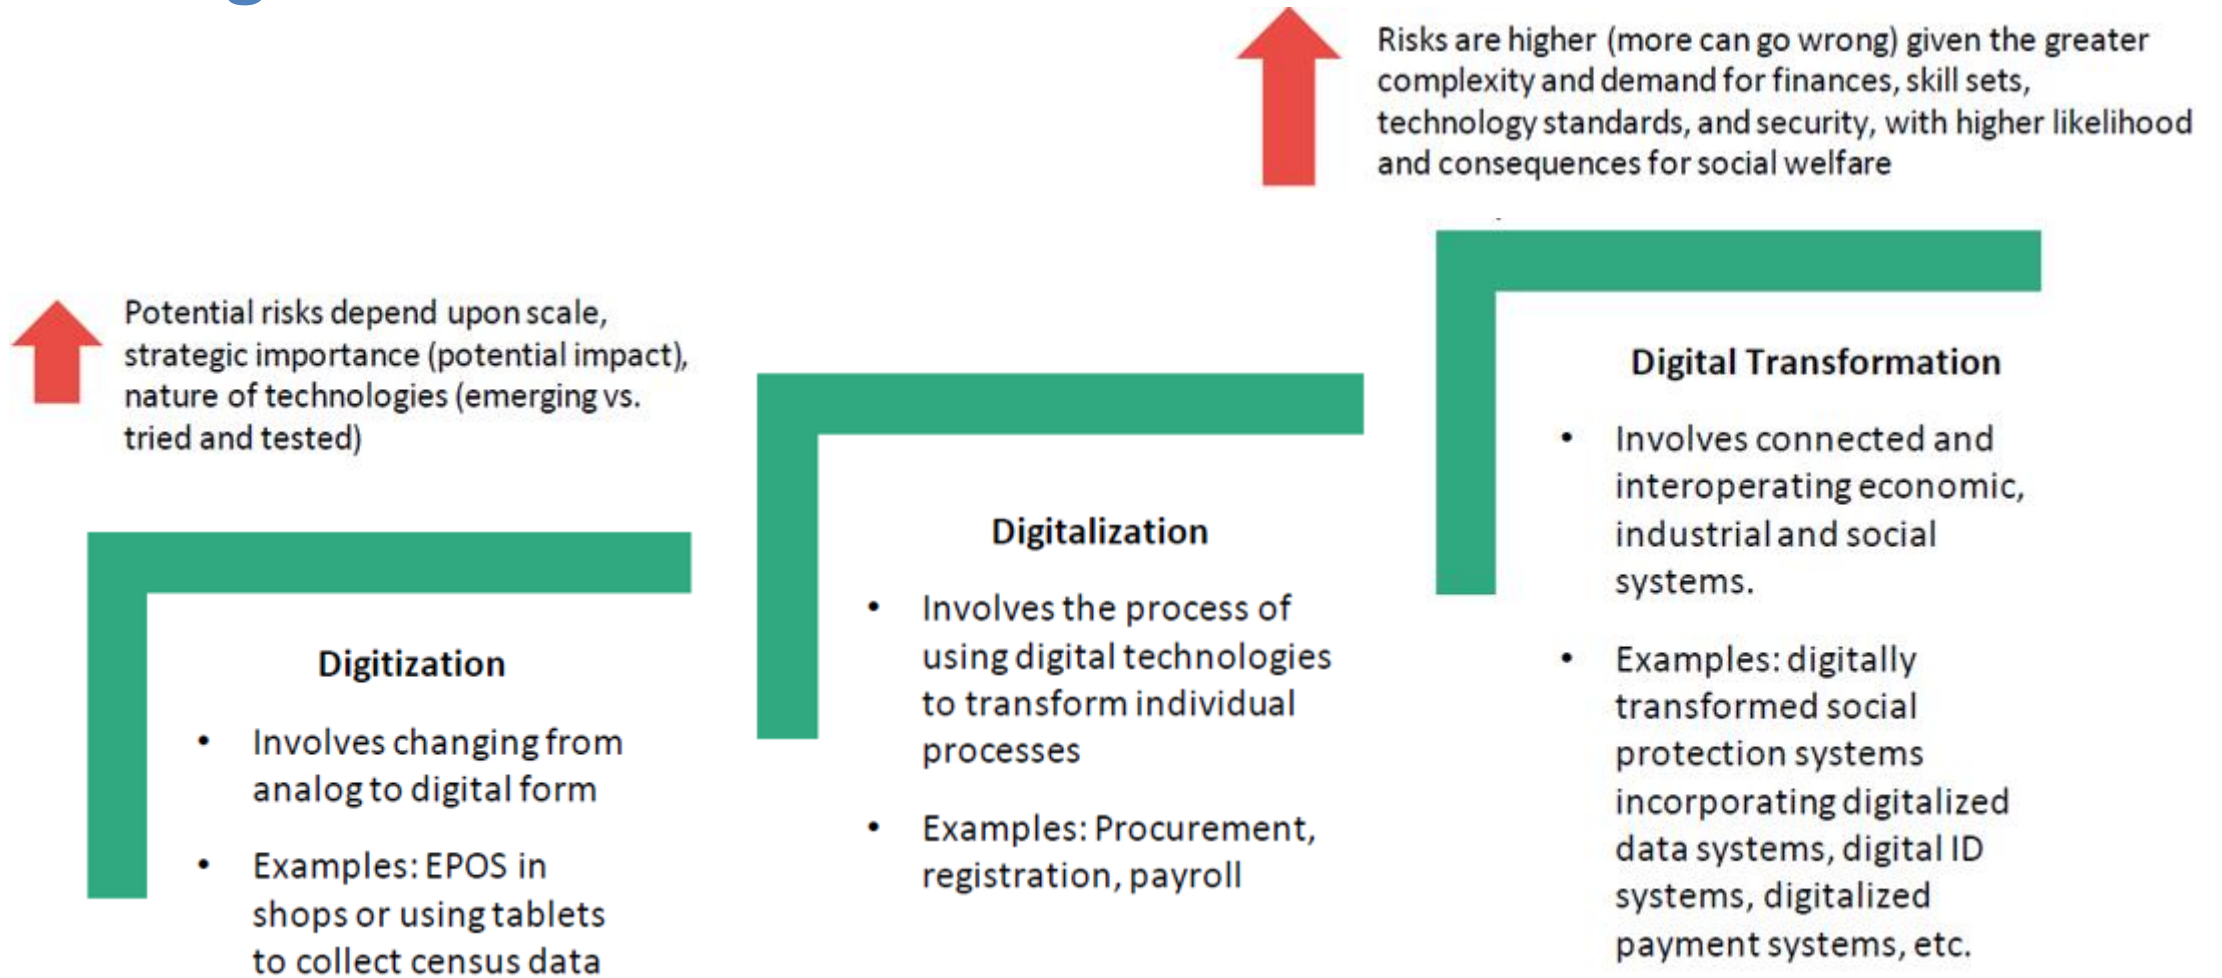 Risks are higher (more can go wrong) given the greater
complexity and demand for finances, skill sets,
technology standards, and security, with higher likelihood
and consequences for social welfare
Potential risks depend upon scale,
strategic importance (potential impact),
nature of technologies (emerging vs.
tried and tested)
Digitization
• Involves changing from
analog to digital form
• Examples: EPOS in
shops or using tablets
to collect census data
Digitalization
• Involves the process of
using digital technologies
to transform individual
processes
• Examples: Procurement,
registration, payroll
Digital Transformation
• Involves connected and
interoperating economic,
industrial and social
systems.
• Examples: digitally
transformed social
protection systems
incorporating digitalized
data systems, digital ID
systems, digitalized
payment systems, etc.